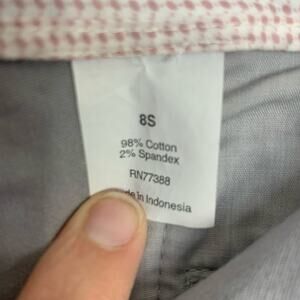 8S
98% Cotton
2% Spandex
RN77388
in Indonesia